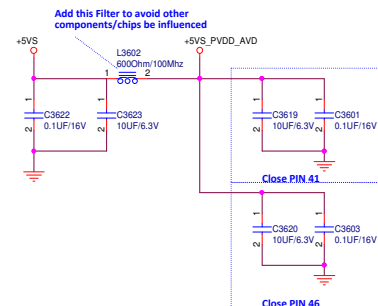 Add this Filter to avoid other
components/chips be influenced
+5VS
L3602
+5VS_PVDD_AVD
600Ohm/100Mhz
1
2
1
2
C3622
0.1UF/16V
1
2
C3623
10UF/6.3V
1
2
C3619
10UF/6.3V
1
2
C3601
0.1UF/16V
Close PIN 41
1
2
C3620
10UF/6.3V
1
2
C3603
0.1UF/16V
Close PIN 46